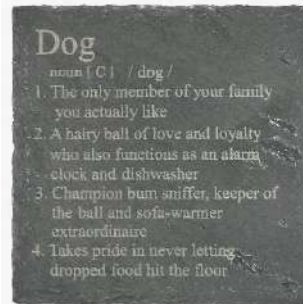 Dog
noun [ C ] / dog /
1. The only member of your family
you actually like
2. A hairy ball of love and loyalty
who also functions as an alarm
clock and dishwasher
3. Champion bum sniffer, keeper of
the ball and sofa-warmer
extraordinaire
4. Takes pride in never letting
dropped food hit the floor